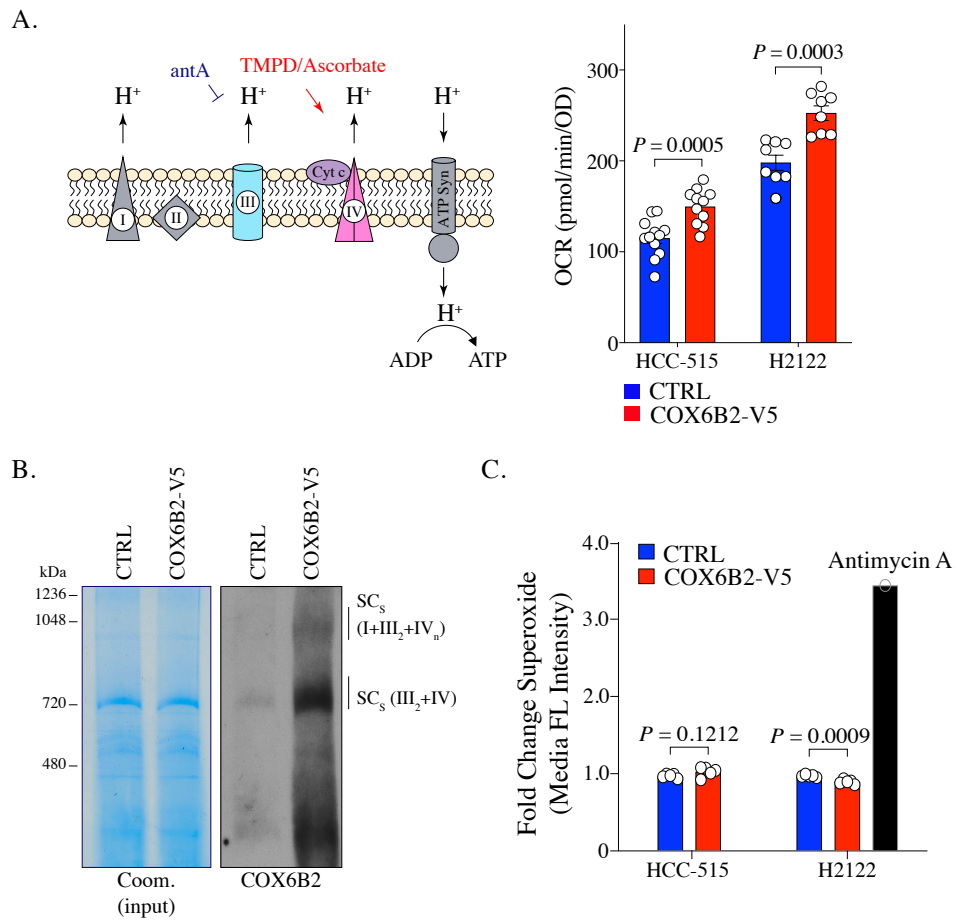 A.
antA
TMPD/Ascorbate
H+ H+ H+ H+
Cyt c
I II III IV ATP Syn
H+
ADP ATP
OCR (pmol/min/OD)
300
200
100
0
P = 0.0005
P = 0.0003
HCC-515 H2122
CTRL
COX6B2-V5
B.
CTRL COX6B2-V5 CTRL COX6B2-V5
kDa
1236
1048
720
480
SCS
(I+III2+IVn)
SCS (III2+IV)
Coom.
(input)
COX6B2
C.
Fold Change Superoxide
(Media FL Intensity)
4.0
3.0
2.0
1.0
0
CTRL
COX6B2-V5
Antimycin A
P = 0.1212
P = 0.0009
HCC-515 H2122